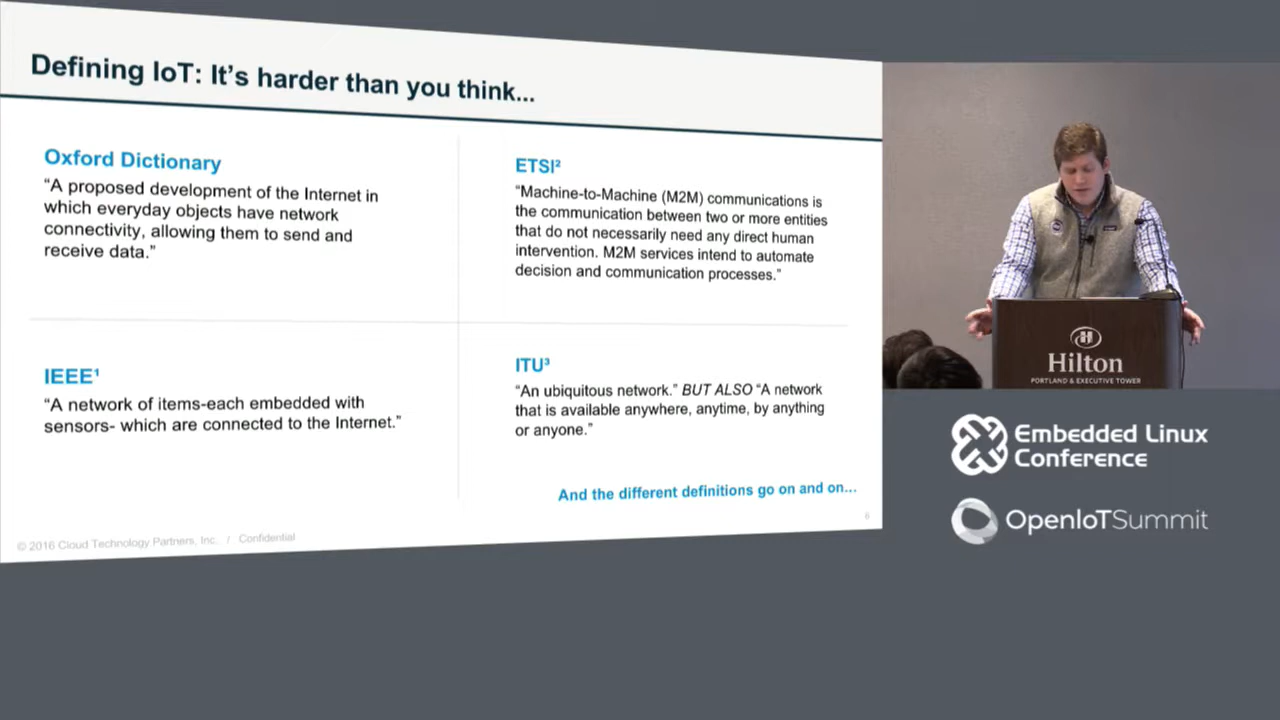 Defining IoT: It's harder than you think...
Oxford Dictionary
“A proposed development of the Internet in
which everyday objects have network
connectivity, allowing them to send and
receive data.”
ETSI²
“Machine-to-Machine (M2M) communications is
the communication between two or more entities
that do not necessarily need any direct human
intervention. M2M services intend to automate
decision and communication processes.”
IEEE¹
“A network of items-each embedded with
sensors- which are connected to the Internet.”
ITU³
“An ubiquitous network.” BUT ALSO “A network
that is available anywhere, anytime, by anything
or anyone.”
And the different definitions go on and on...
6
© 2016 Cloud Technology Partners, Inc. / Confidential
Hilton
PORTLAND & EXECUTIVE TOWER
Embedded Linux
Conference
OpenIoTSummit